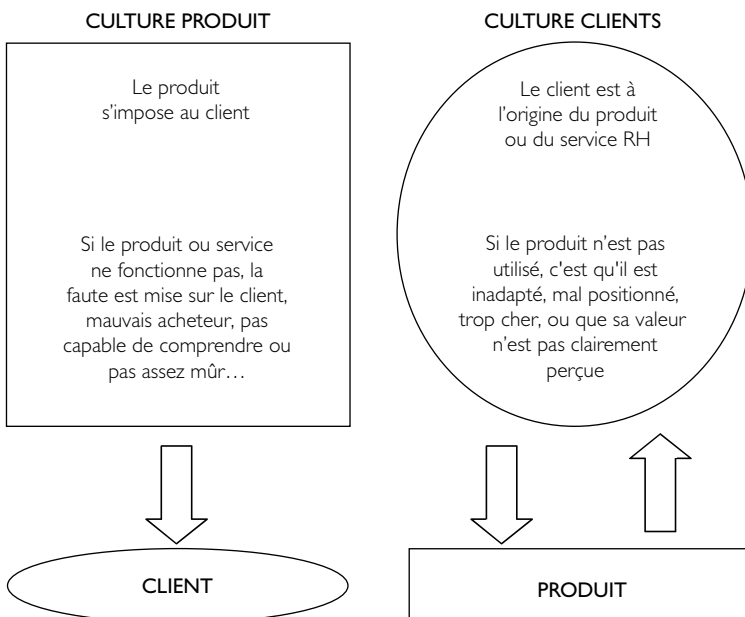 CULTURE PRODUIT
Le produit
s’impose au client
Si le produit ou service
ne fonctionne pas, la
faute est mise sur le client,
mauvais acheteur, pas
capable de comprendre ou
pas assez mûr…
CLIENT
CULTURE CLIENTS
Le client est à
l’origine du produit
ou du service RH
Si le produit n’est pas
utilisé, c'est qu’il est
inadapté, mal positionné,
trop cher, ou que sa valeur
n’est pas clairement
perçue
PRODUIT